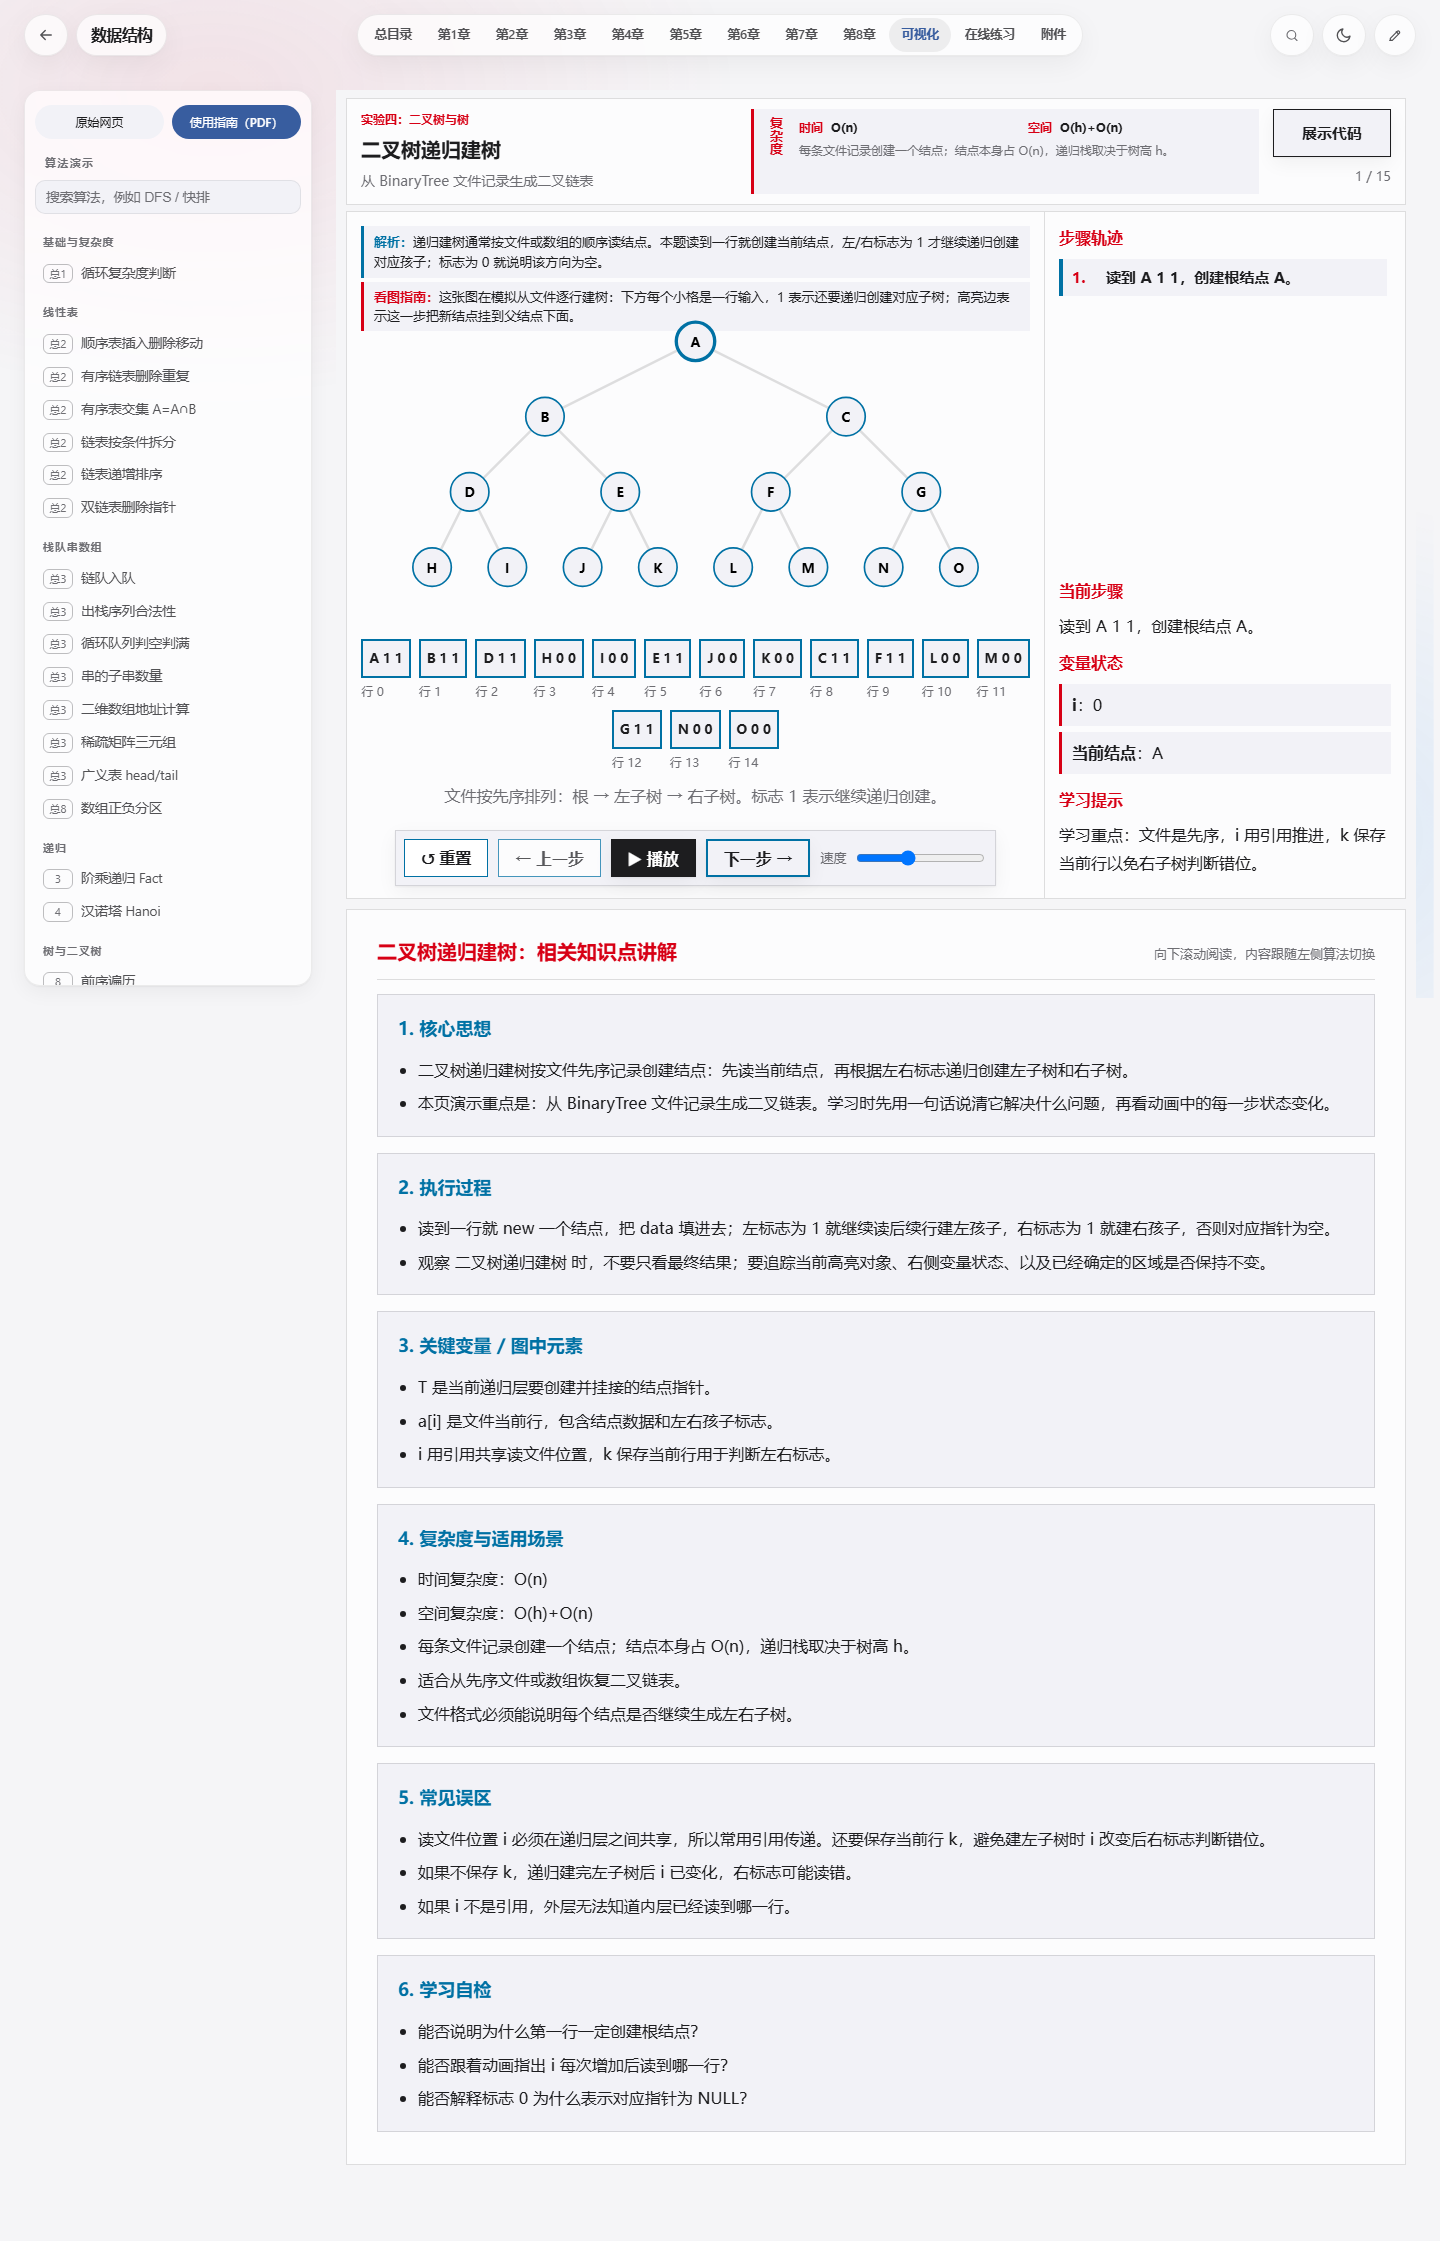 数据结构
总目录 第1章 第2章 第3章 第4章 第5章 第6章 第7章 第8章 可视化 在线练习 附件
原始网页 使用指南（PDF）
算法演示
搜索算法，例如 DFS / 快排
基础与复杂度
总1 循环复杂度判断
线性表
总2 顺序表插入删除移动
总2 有序链表删除重复
总2 有序表交集 A=A∩B
总2 链表按条件拆分
总2 链表递增排序
总2 双链表删除指针
栈队串数组
总3 链队入队
总3 出栈序列合法性
总3 循环队列判空判满
总3 串的子串数量
总3 二维数组地址计算
总3 稀疏矩阵三元组
总3 广义表 head/tail
总8 数组正负分区
递归
3 阶乘递归 Fact
4 汉诺塔 Hanoi
树与二叉树
8 前序遍历
实验四：二叉树与树
二叉树递归建树
从 BinaryTree 文件记录生成二叉链表
复杂度
时间 O(n) 空间 O(h)+O(n)
每条文件记录创建一个结点；结点本身占 O(n)，递归栈取决于树高 h。
展示代码
1 / 15
解析：递归建树通常按文件或数组的顺序读结点。本题读到一行就创建当前结点，左/右标志为 1 才继续递归创建
对应孩子；标志为 0 就说明该方向为空。
看图指南：这张图在模拟从文件逐行建树：下方每个小格是一行输入，1 表示还要递归创建对应子树；高亮边表
示这一步把新结点挂到父结点下面。
A
B C
D E F G
H I J K L M N O
A 1 1 B 1 1 D 1 1 H 0 0 I 0 0 E 1 1 J 0 0 K 0 0 C 1 1 F 1 1 L 0 0 M 0 0
行 0 行 1 行 2 行 3 行 4 行 5 行 6 行 7 行 8 行 9 行 10 行 11
G 1 1 N 0 0 O 0 0
行 12 行 13 行 14
文件按先序排列：根 → 左子树 → 右子树。标志 1 表示继续递归创建。
↺ 重置 ← 上一步 ▶ 播放 下一步 → 速度
步骤轨迹
1. 读到 A 1 1，创建根结点 A。
当前步骤
读到 A 1 1，创建根结点 A。
变量状态
i：0
当前结点：A
学习提示
学习重点：文件是先序，i 用引用推进，k 保存
当前行以免右子树判断错位。
二叉树递归建树：相关知识点讲解
向下滚动阅读，内容跟随左侧算法切换
1. 核心思想
• 二叉树递归建树按文件先序记录创建结点：先读当前结点，再根据左右标志递归创建左子树和右子树。
• 本页演示重点是：从 BinaryTree 文件记录生成二叉链表。学习时先用一句话说清它解决什么问题，再看动画中的每一步状态变化。
2. 执行过程
• 读到一行就 new 一个结点，把 data 填进去；左标志为 1 就继续读后续行建左孩子，右标志为 1 就建右孩子，否则对应指针为空。
• 观察 二叉树递归建树 时，不要只看最终结果；要追踪当前高亮对象、右侧变量状态、以及已经确定的区域是否保持不变。
3. 关键变量 / 图中元素
• T 是当前递归层要创建并挂接的结点指针。
• a[i] 是文件当前行，包含结点数据和左右孩子标志。
• i 用引用共享读文件位置，k 保存当前行用于判断左右标志。
4. 复杂度与适用场景
• 时间复杂度：O(n)
• 空间复杂度：O(h)+O(n)
• 每条文件记录创建一个结点；结点本身占 O(n)，递归栈取决于树高 h。
• 适合从先序文件或数组恢复二叉链表。
• 文件格式必须能说明每个结点是否继续生成左右子树。
5. 常见误区
• 读文件位置 i 必须在递归层之间共享，所以常用引用传递。还要保存当前行 k，避免建左子树时 i 改变后右标志判断错位。
• 如果不保存 k，递归建完左子树后 i 已变化，右标志可能读错。
• 如果 i 不是引用，外层无法知道内层已经读到哪一行。
6. 学习自检
• 能否说明为什么第一行一定创建根结点？
• 能否跟着动画指出 i 每次增加后读到哪一行？
• 能否解释标志 0 为什么表示对应指针为 NULL？